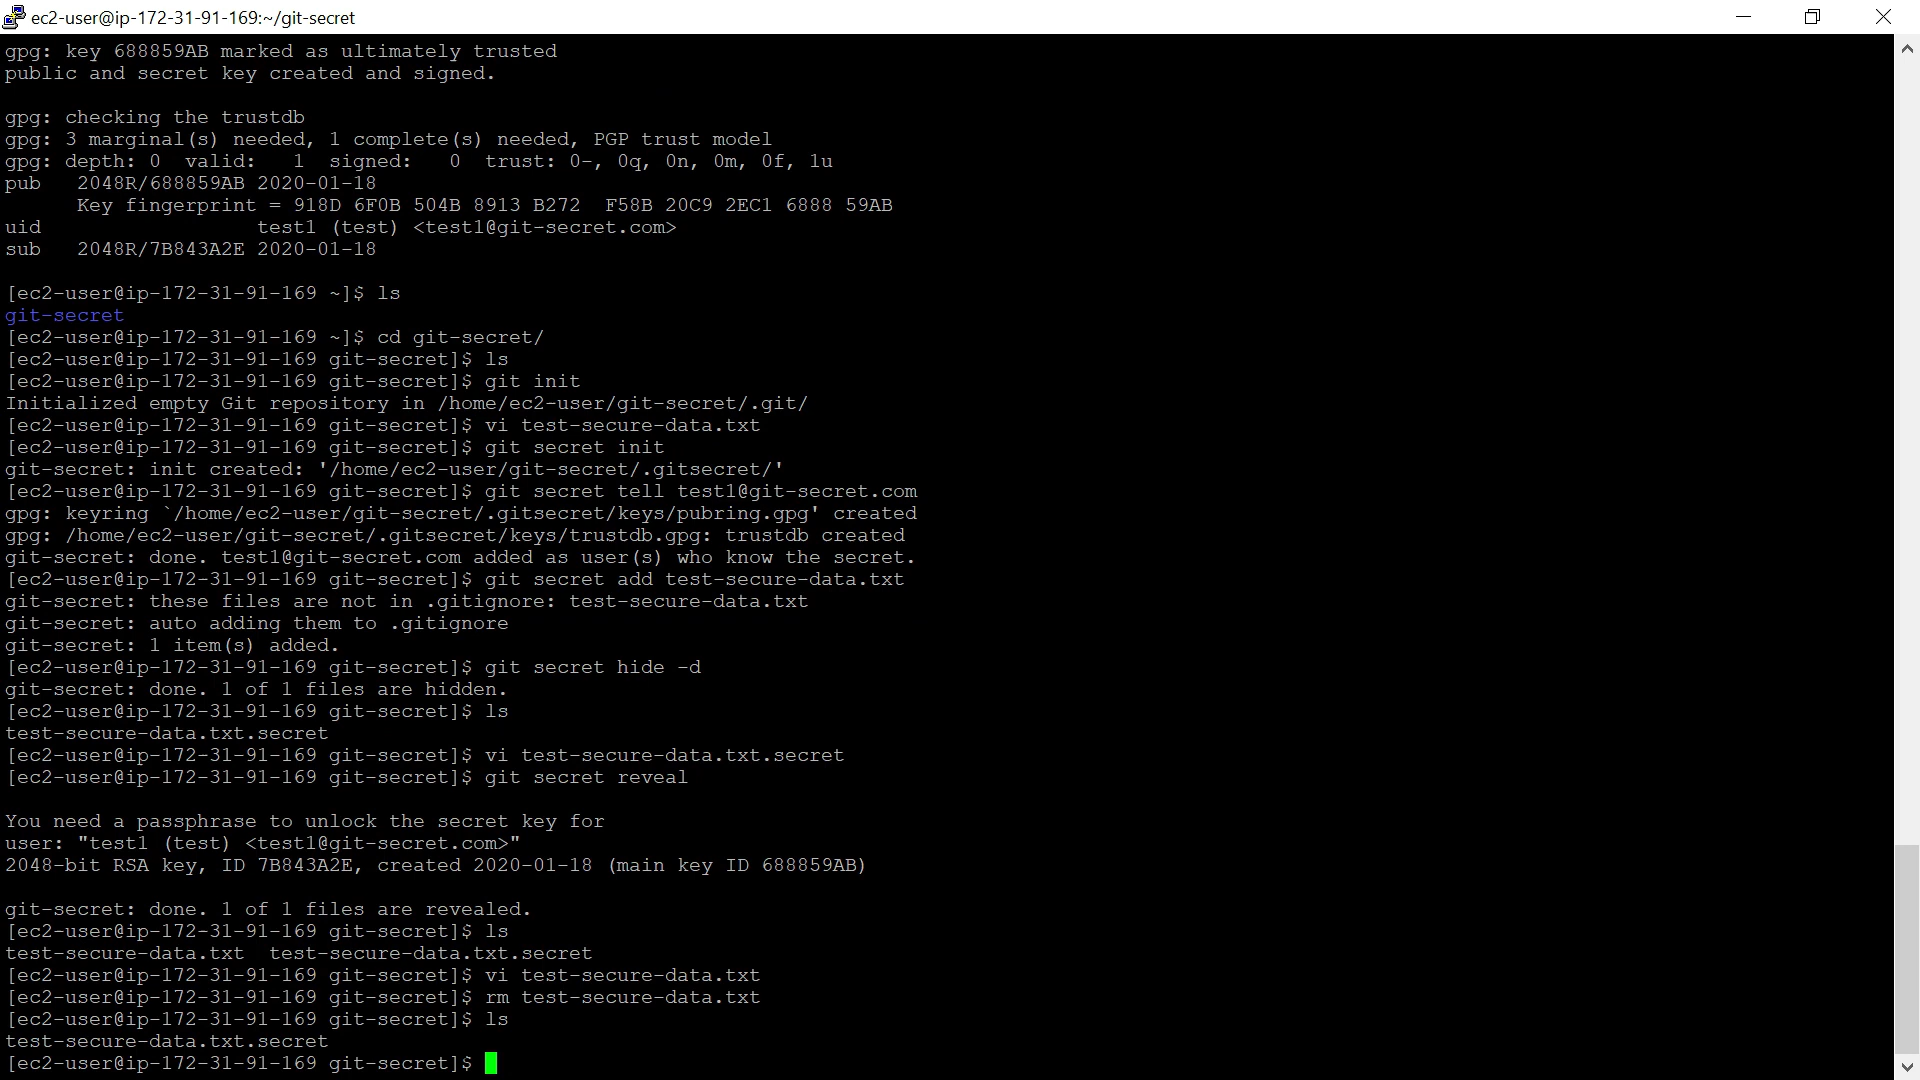 ec2-user@ip-172-31-91-169:~/git-secret
gpg: key 688859AB marked as ultimately trusted
public and secret key created and signed.
gpg: checking the trustdb
gpg: 3 marginal(s) needed, 1 complete(s) needed, PGP trust model
gpg: depth: 0  valid:   1  signed:   0  trust: 0-, 0q, 0n, 0m, 0f, 1u
pub   2048R/688859AB 2020-01-18
      Key fingerprint = 918D 6F0B 504B 8913 B272  F58B 20C9 2EC1 6888 59AB
uid                  test1 (test) <test1@git-secret.com>
sub   2048R/7B843A2E 2020-01-18
[ec2-user@ip-172-31-91-169 ~]$ ls
git-secret
[ec2-user@ip-172-31-91-169 ~]$ cd git-secret/
[ec2-user@ip-172-31-91-169 git-secret]$ ls
[ec2-user@ip-172-31-91-169 git-secret]$ git init
Initialized empty Git repository in /home/ec2-user/git-secret/.git/
[ec2-user@ip-172-31-91-169 git-secret]$ vi test-secure-data.txt
[ec2-user@ip-172-31-91-169 git-secret]$ git secret init
git-secret: init created: '/home/ec2-user/git-secret/.gitsecret/'
[ec2-user@ip-172-31-91-169 git-secret]$ git secret tell test1@git-secret.com
gpg: keyring `/home/ec2-user/git-secret/.gitsecret/keys/pubring.gpg' created
gpg: /home/ec2-user/git-secret/.gitsecret/keys/trustdb.gpg: trustdb created
git-secret: done. test1@git-secret.com added as user(s) who know the secret.
[ec2-user@ip-172-31-91-169 git-secret]$ git secret add test-secure-data.txt
git-secret: these files are not in .gitignore: test-secure-data.txt
git-secret: auto adding them to .gitignore
git-secret: 1 item(s) added.
[ec2-user@ip-172-31-91-169 git-secret]$ git secret hide -d
git-secret: done. 1 of 1 files are hidden.
[ec2-user@ip-172-31-91-169 git-secret]$ ls
test-secure-data.txt.secret
[ec2-user@ip-172-31-91-169 git-secret]$ vi test-secure-data.txt.secret
[ec2-user@ip-172-31-91-169 git-secret]$ git secret reveal
You need a passphrase to unlock the secret key for
user: "test1 (test) <test1@git-secret.com>"
2048-bit RSA key, ID 7B843A2E, created 2020-01-18 (main key ID 688859AB)
git-secret: done. 1 of 1 files are revealed.
[ec2-user@ip-172-31-91-169 git-secret]$ ls
test-secure-data.txt  test-secure-data.txt.secret
[ec2-user@ip-172-31-91-169 git-secret]$ vi test-secure-data.txt
[ec2-user@ip-172-31-91-169 git-secret]$ rm test-secure-data.txt
[ec2-user@ip-172-31-91-169 git-secret]$ ls
test-secure-data.txt.secret
[ec2-user@ip-172-31-91-169 git-secret]$